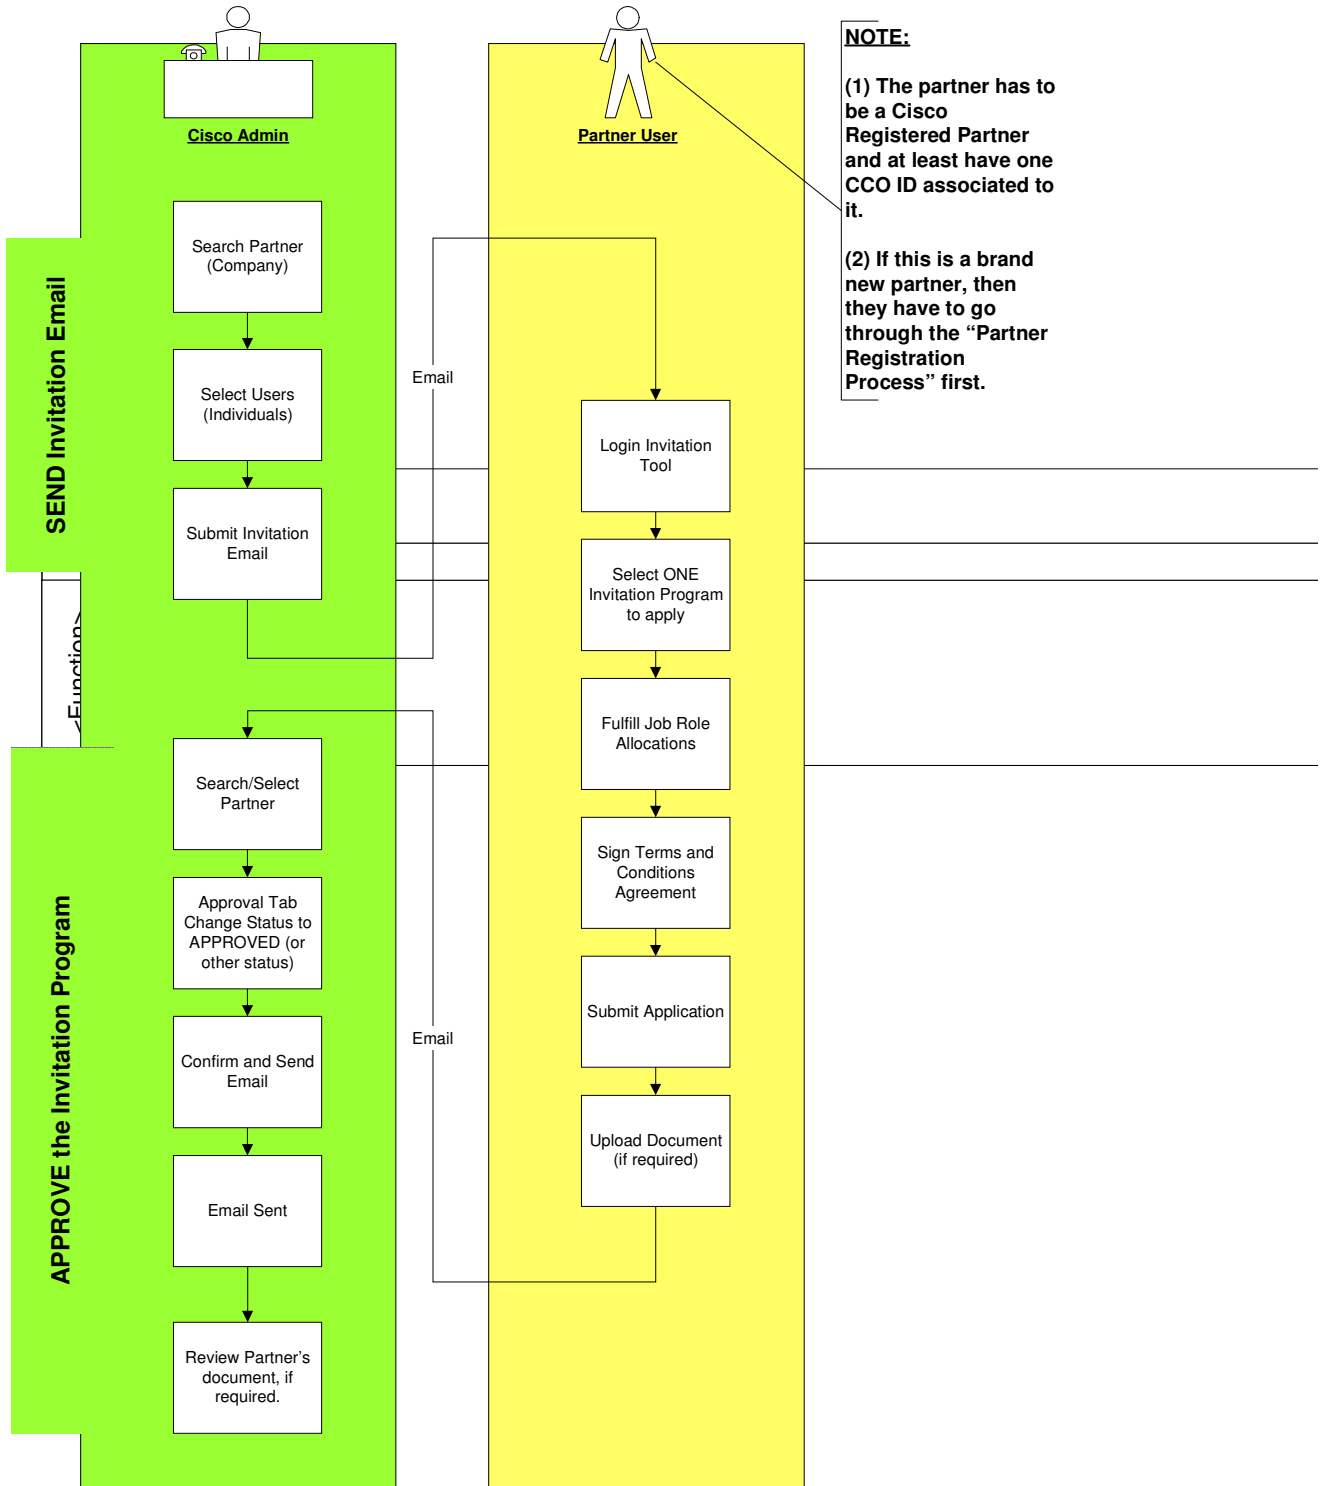 Cisco Admin
Partner User
NOTE:
(1) The partner has to
be a Cisco
Registered Partner
and at least have one
CCO ID associated to
it.
(2) If this is a brand
new partner, then
they have to go
through the “Partner
Registration
Process” first.
SEND Invitation Email
Search Partner
(Company)
Select Users
(Individuals)
Submit Invitation
Email
Email
Login Invitation
Tool
Select ONE
Invitation Program
to apply
Fulfill Job Role
Allocations
Sign Terms and
Conditions
Agreement
Submit Application
Upload Document
(if required)
Email
<Function>
APPROVE the Invitation Program
Search/Select
Partner
Approval Tab
Change Status to
APPROVED (or
other status)
Confirm and Send
Email
Email Sent
Review Partner’s
document, if
required.